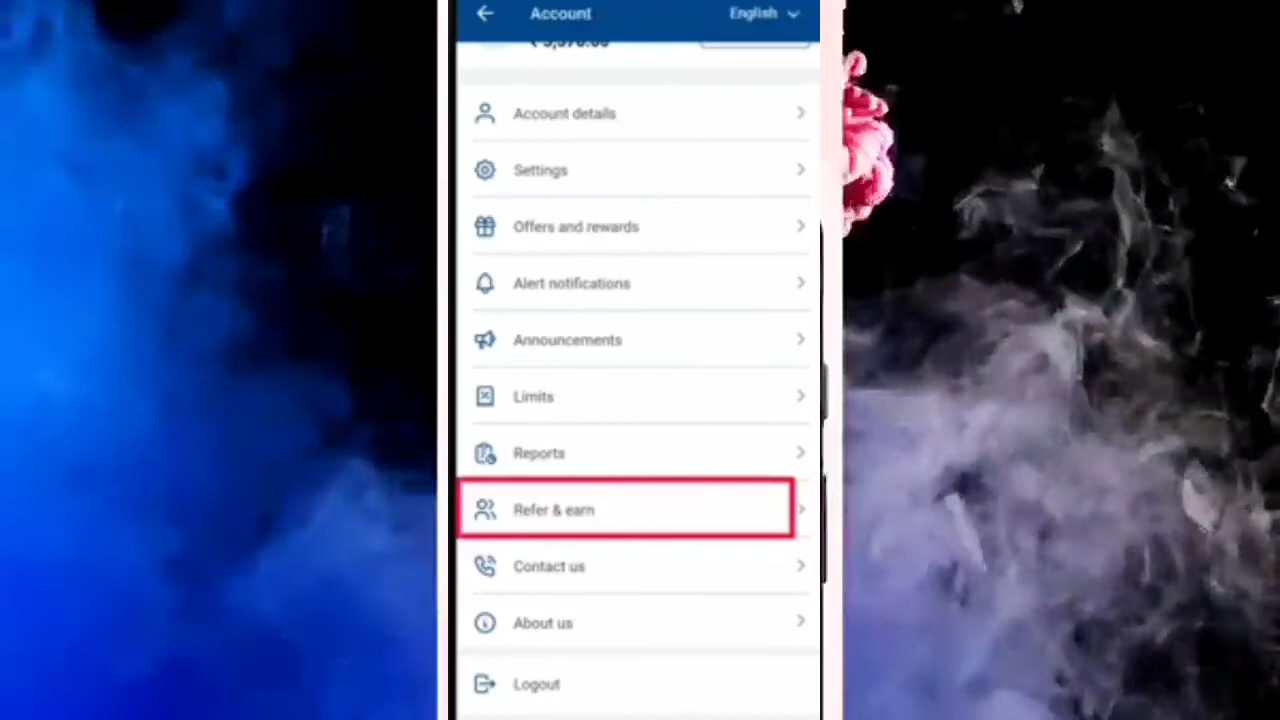 Account
English
Account details
Settings
Offers and rewards
Alert notifications
Announcements
Limits
Reports
Refer & earn
Contact us
About us
Logout